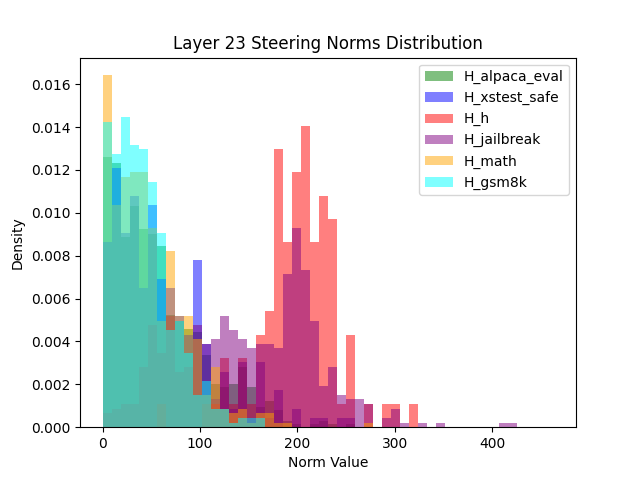 Layer 23 Steering Norms Distribution
H_alpaca_eval
H_xstest_safe
H_h
H_jailbreak
H_math
H_gsm8k
0.016
0.014
0.012
0.010
0.008
0.006
0.004
0.002
0.000
Density
0
100
200
300
400
Norm Value